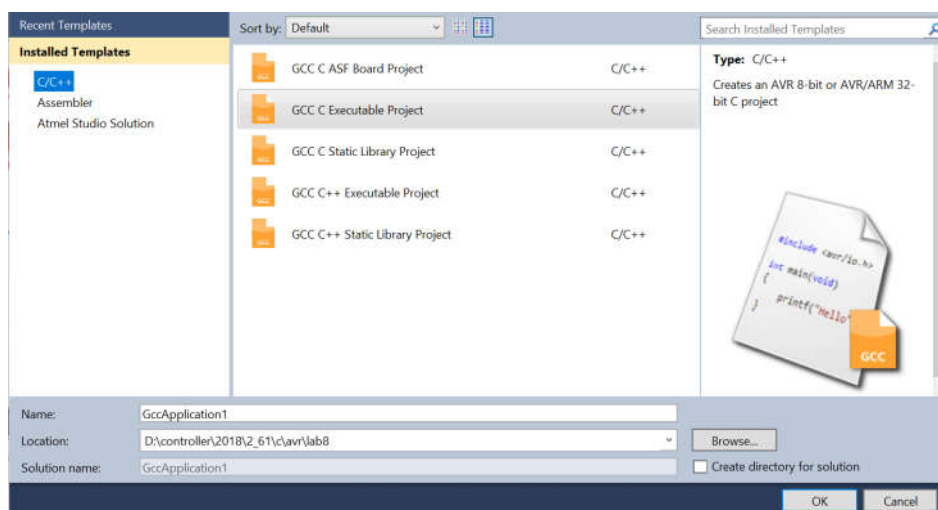 Recent Templates
Installed Templates
C/C++
Assembler
Atmel Studio Solution
Sort by: Default
GCC C ASF Board Project C/C++
GCC C Executable Project C/C++
GCC C Static Library Project C/C++
GCC C++ Executable Project C/C++
GCC C++ Static Library Project C/C++
Search Installed Templates
Type: C/C++
Creates an AVR 8-bit or AVR/ARM 32-
bit C project
#include <avr/io.h>
int main(void)
{
printf("Hello"
}
GCC
Name: GccApplication1
Location: D:\controller\2018\2_61\c\avr\lab8
Browse...
Solution name: GccApplication1
Create directory for solution
OK Cancel